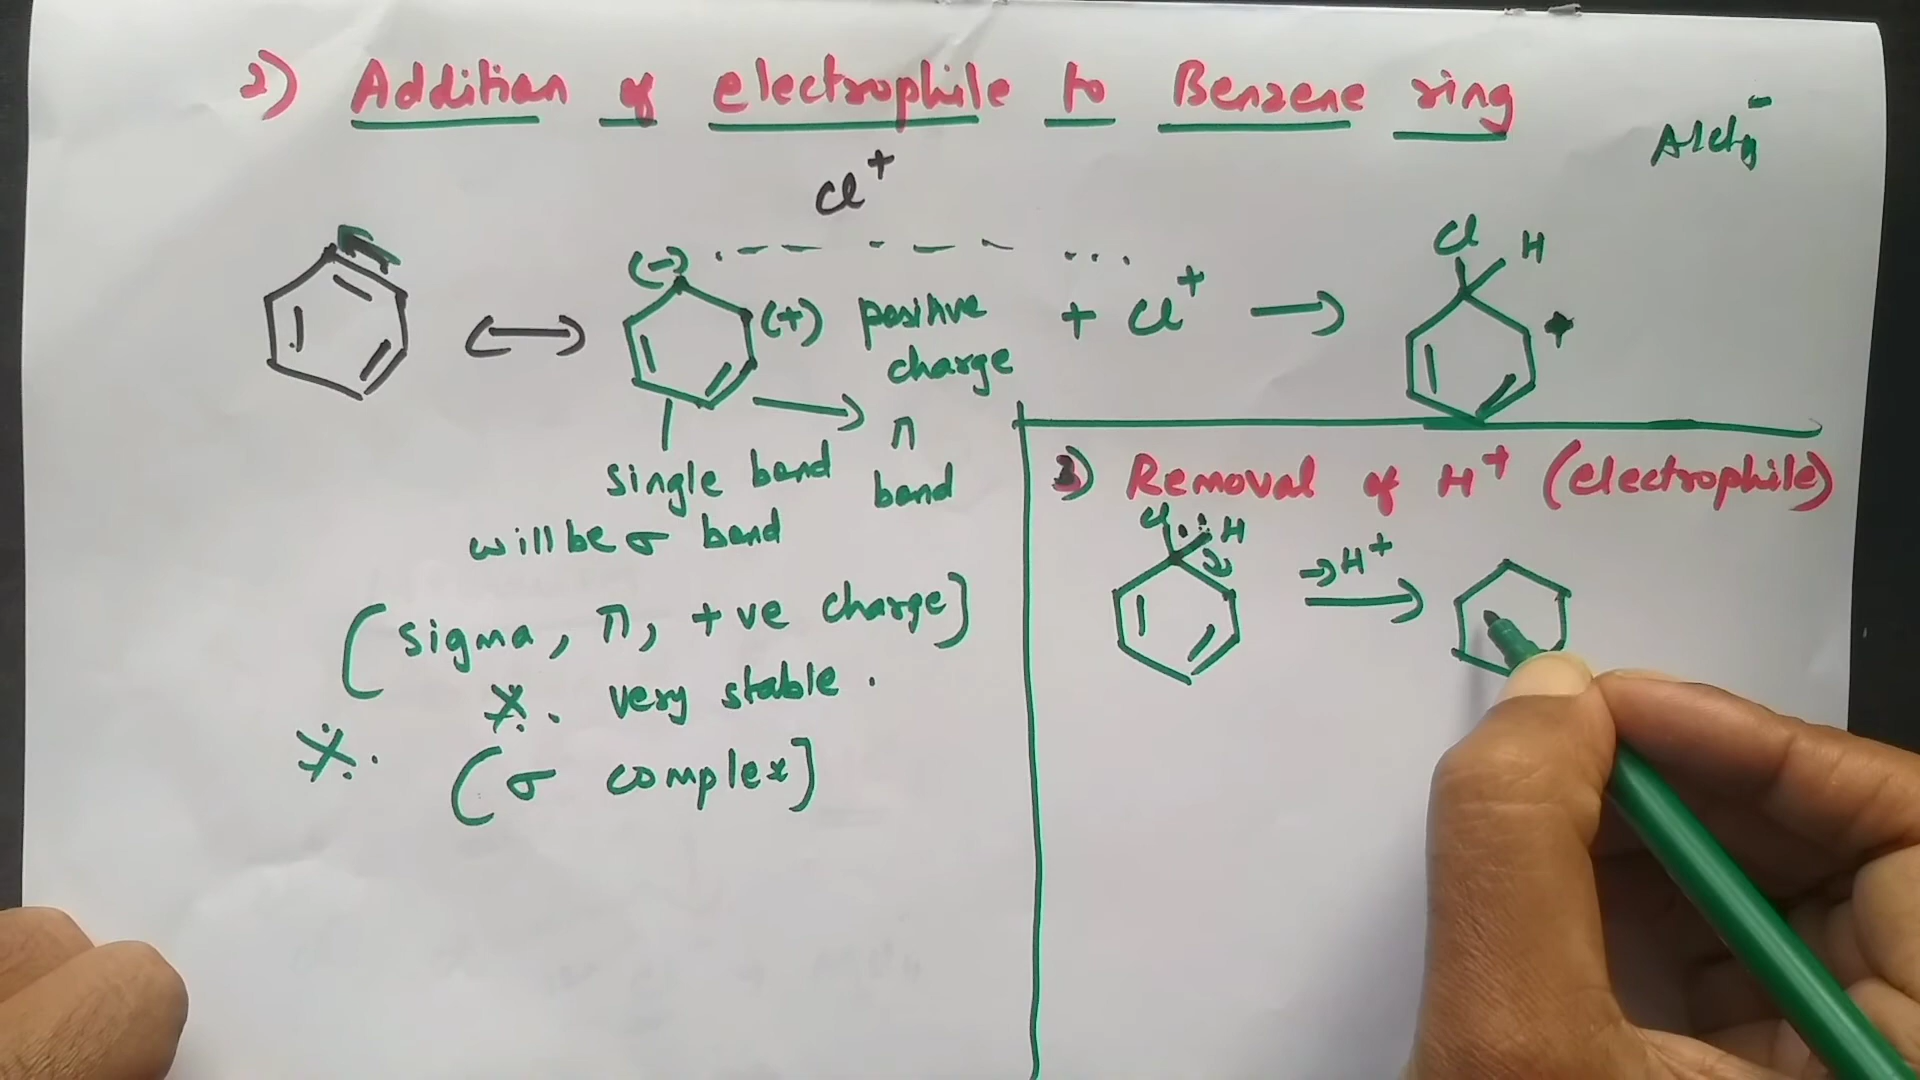 2) Addition of electrophile to Benzene ring
AlCl4-
Cl+
(-)
(+) positive charge
+ Cl+ →
Cl H
+
π bond
single bond
will be σ bond
(sigma, π, +ve charge)
very stable.
(σ complex)
3) Removal of H+ (electrophile)
Cl H
→H+